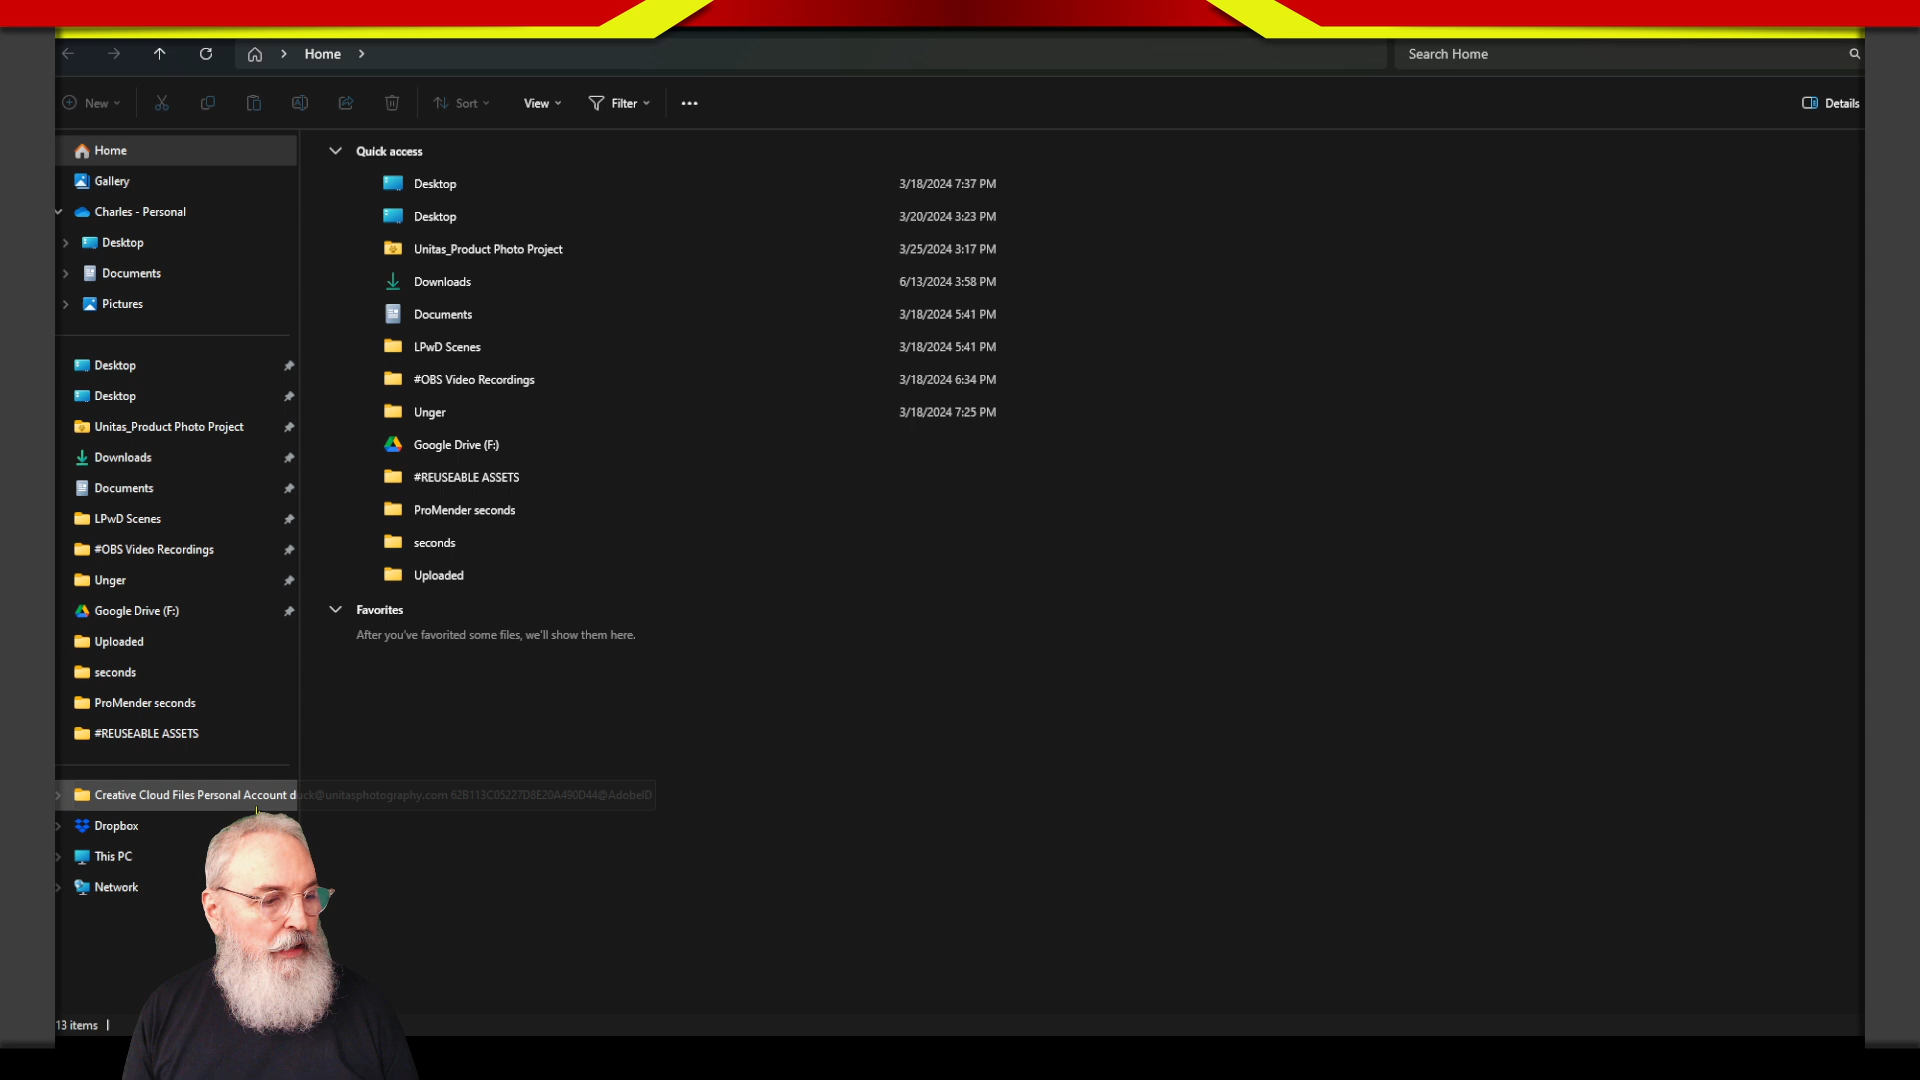 Home
Search Home
New
Sort
View
Filter
Details
Home
Gallery
Charles - Personal
Desktop
Documents
Pictures
Desktop
Desktop
Unitas_Product Photo Project
Downloads
Documents
LPwD Scenes
#OBS Video Recordings
Unger
Google Drive (F:)
Uploaded
seconds
ProMender seconds
#REUSEABLE ASSETS
Creative Cloud Files Personal Account duck@unitasphotography.com 62B113C05227D8E20A490D44@AdobeID
Dropbox
This PC
Network
Quick access
Desktop 3/18/2024 7:37 PM
Desktop 3/20/2024 3:23 PM
Unitas_Product Photo Project 3/25/2024 3:17 PM
Downloads 6/13/2024 3:58 PM
Documents 3/18/2024 5:41 PM
LPwD Scenes 3/18/2024 5:41 PM
#OBS Video Recordings 3/18/2024 6:34 PM
Unger 3/18/2024 7:25 PM
Google Drive (F:)
#REUSEABLE ASSETS
ProMender seconds
seconds
Uploaded
Favorites
After you've favorited some files, we'll show them here.
13 items